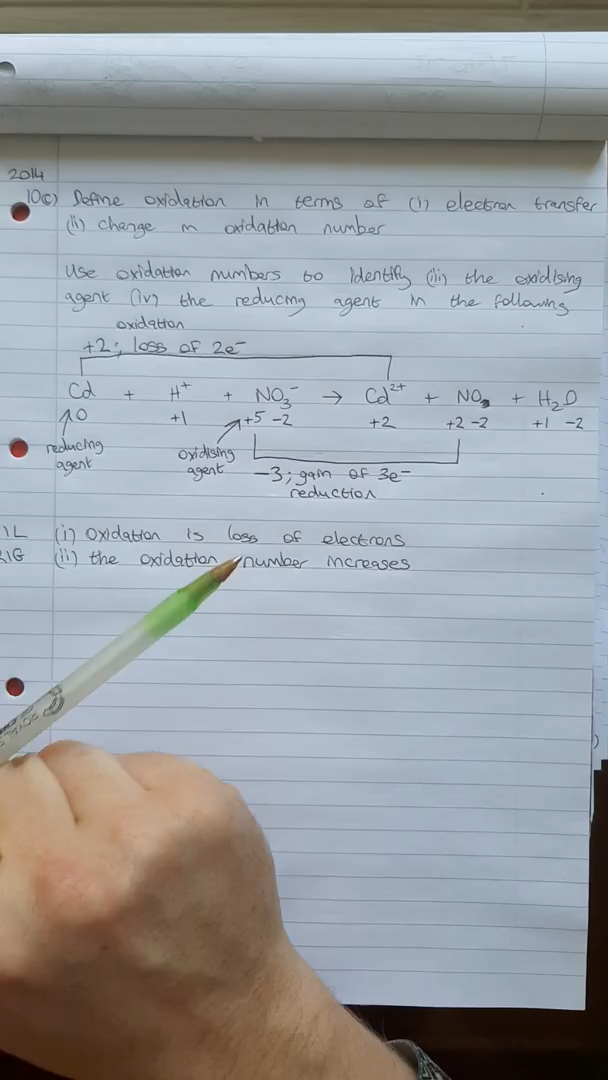 2014
10(c) Define oxidation in terms of (i) electron transfer
(ii) change in oxidation number
Use oxidation numbers to identify (iii) the oxidising
agent (iv) the reducing agent in the following
oxidation
+2; loss of 2e⁻
Cd + H⁺ + NO₃⁻ → Cd²⁺ + NO + H₂O
0 +1 +5 -2 +2 +2 -2 +1 -2
reducing agent
oxidising agent
-3; gain of 3e⁻
reduction
IL (i) oxidation is loss of electrons
RIG (ii) the oxidation number increases